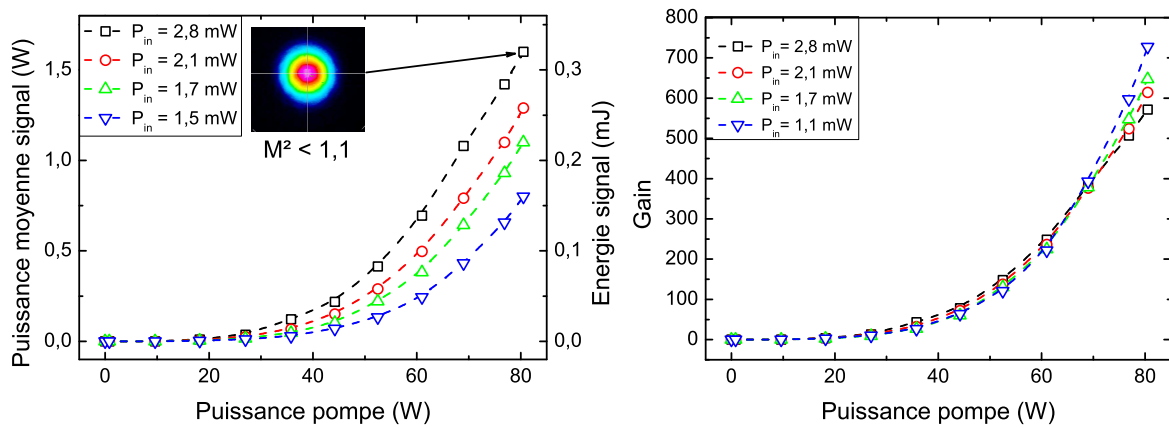 P_in = 2,8 mW
P_in = 2,1 mW
P_in = 1,7 mW
P_in = 1,5 mW
M² < 1,1
Puissance moyenne signal (W)
1,5
1,0
0,5
0,0
0,3
0,2
0,1
0,0
Energie signal (mJ)
0 20 40 60 80
Puissance pompe (W)
P_in = 2,8 mW
P_in = 2,1 mW
P_in = 1,7 mW
P_in = 1,1 mW
Gain
800
700
600
500
400
300
200
100
0
0 20 40 60 80
Puissance pompe (W)